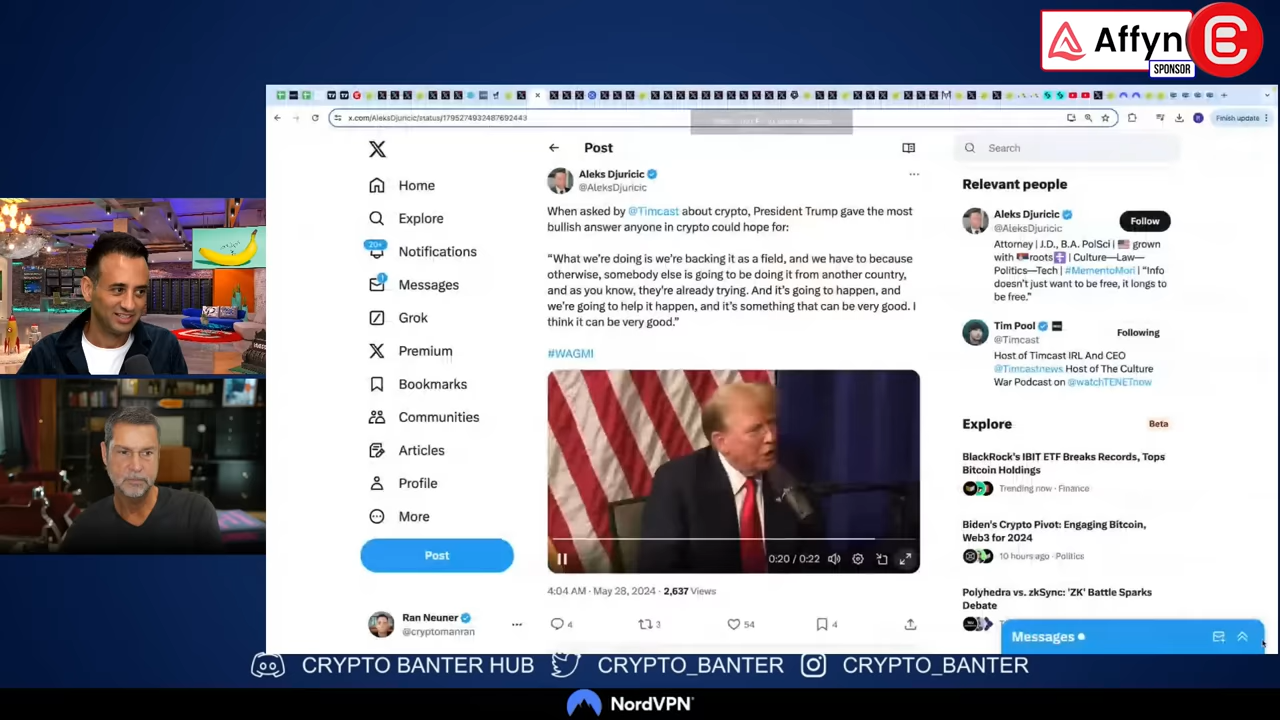 Affyn
SPONSOR
x.com/AleksDjuricic/status/1795274932487692443
Finish update
Home
Explore
20+
Notifications
1
Messages
Grok
Premium
Bookmarks
Communities
Articles
Profile
More
Post
Ran Neuner
@cryptomanran
Post
Aleks Djuricic
@AleksDjuricic
When asked by @Timcast about crypto, President Trump gave the most
bullish answer anyone in crypto could hope for:
“What we’re doing is we’re backing it as a field, and we have to because
otherwise, somebody else is going to be doing it from another country,
and as you know, they’re already trying. And it’s going to happen, and
we’re going to help it happen, and it’s something that can be very good. I
think it can be very good.”
#WAGMI
0:20 / 0:22
4:04 AM · May 28, 2024 · 2,637 Views
4
3
54
4
Search
Relevant people
Aleks Djuricic
@AleksDjuricic
Follow
Attorney | J.D., B.A. PolSci | 🇺🇸 grown
with 🇷🇸roots☦️ | Culture—Law—
Politics—Tech | #MementoMori | “Info
doesn’t just want to be free, it longs to
be free.”
Tim Pool
@Timcast
Following
Host of Timcast IRL And CEO
@Timcastnews Host of The Culture
War Podcast on @watchTENETnow
Explore
Beta
BlackRock’s IBIT ETF Breaks Records, Tops
Bitcoin Holdings
Trending now · Finance
Biden’s Crypto Pivot: Engaging Bitcoin,
Web3 for 2024
10 hours ago · Politics
Polyhedra vs. zkSync: 'ZK' Battle Sparks
Debate
Messages
CRYPTO BANTER HUB
CRYPTO_BANTER
CRYPTO_BANTER
NordVPN